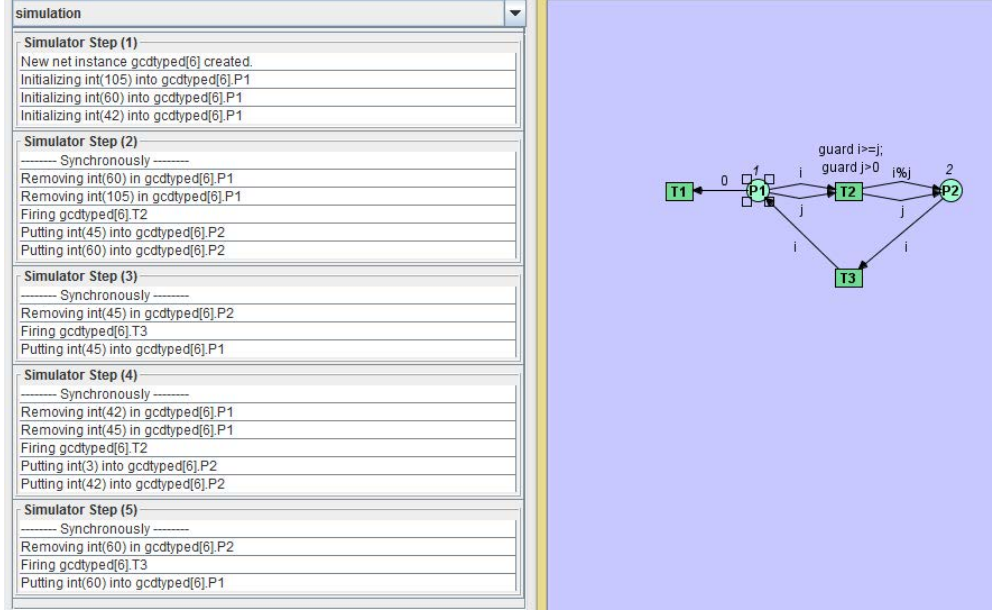 simulation
Simulator Step (1)
New net instance gcdtyped[6] created.
Initializing int(105) into gcdtyped[6].P1
Initializing int(60) into gcdtyped[6].P1
Initializing int(42) into gcdtyped[6].P1
Simulator Step (2)
-------- Synchronously --------
Removing int(60) in gcdtyped[6].P1
Removing int(105) in gcdtyped[6].P1
Firing gcdtyped[6].T2
Putting int(45) into gcdtyped[6].P2
Putting int(60) into gcdtyped[6].P2
Simulator Step (3)
-------- Synchronously --------
Removing int(45) in gcdtyped[6].P2
Firing gcdtyped[6].T3
Putting int(45) into gcdtyped[6].P1
Simulator Step (4)
-------- Synchronously --------
Removing int(42) in gcdtyped[6].P1
Removing int(45) in gcdtyped[6].P1
Firing gcdtyped[6].T2
Putting int(3) into gcdtyped[6].P2
Putting int(42) into gcdtyped[6].P2
Simulator Step (5)
-------- Synchronously --------
Removing int(60) in gcdtyped[6].P2
Firing gcdtyped[6].T3
Putting int(60) into gcdtyped[6].P1
guard i>=j;
guard j>0
1
i
i%j
2
T1
0
P1
T2
P2
j
j
i
i
T3